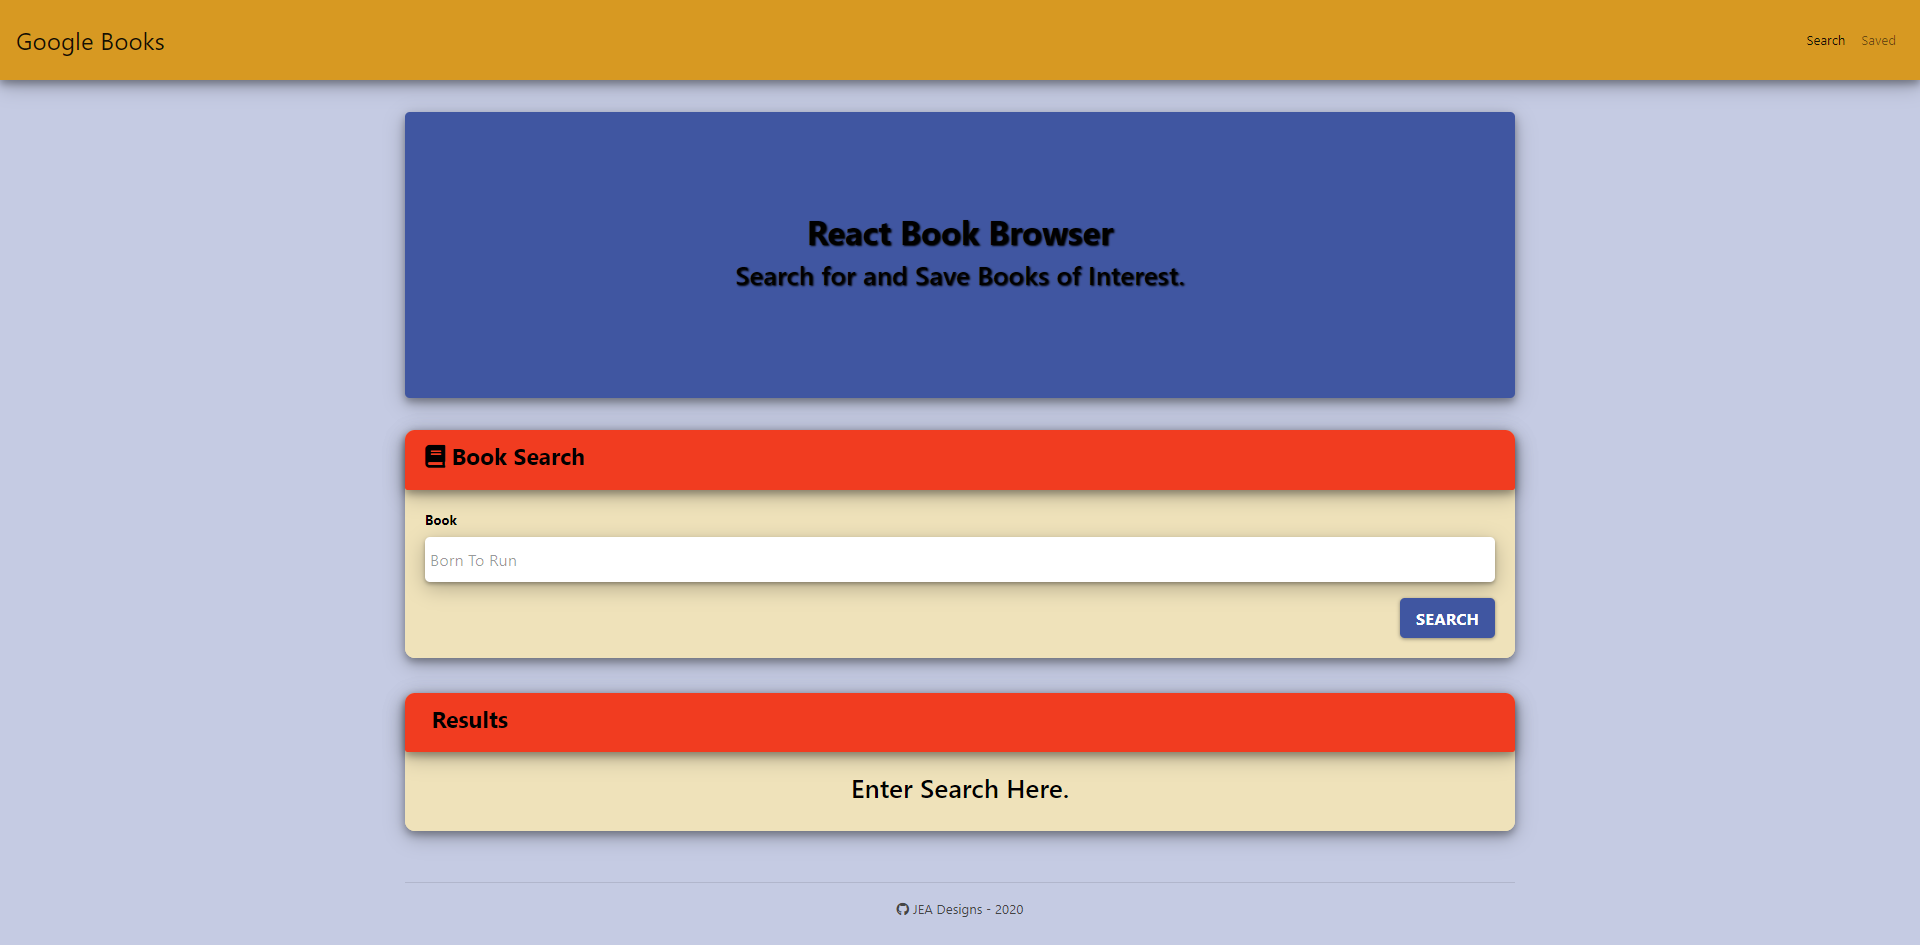 Google Books
Search Saved
React Book Browser
Search for and Save Books of Interest.
Book Search
Book
Born To Run
SEARCH
Results
Enter Search Here.
JEA Designs - 2020